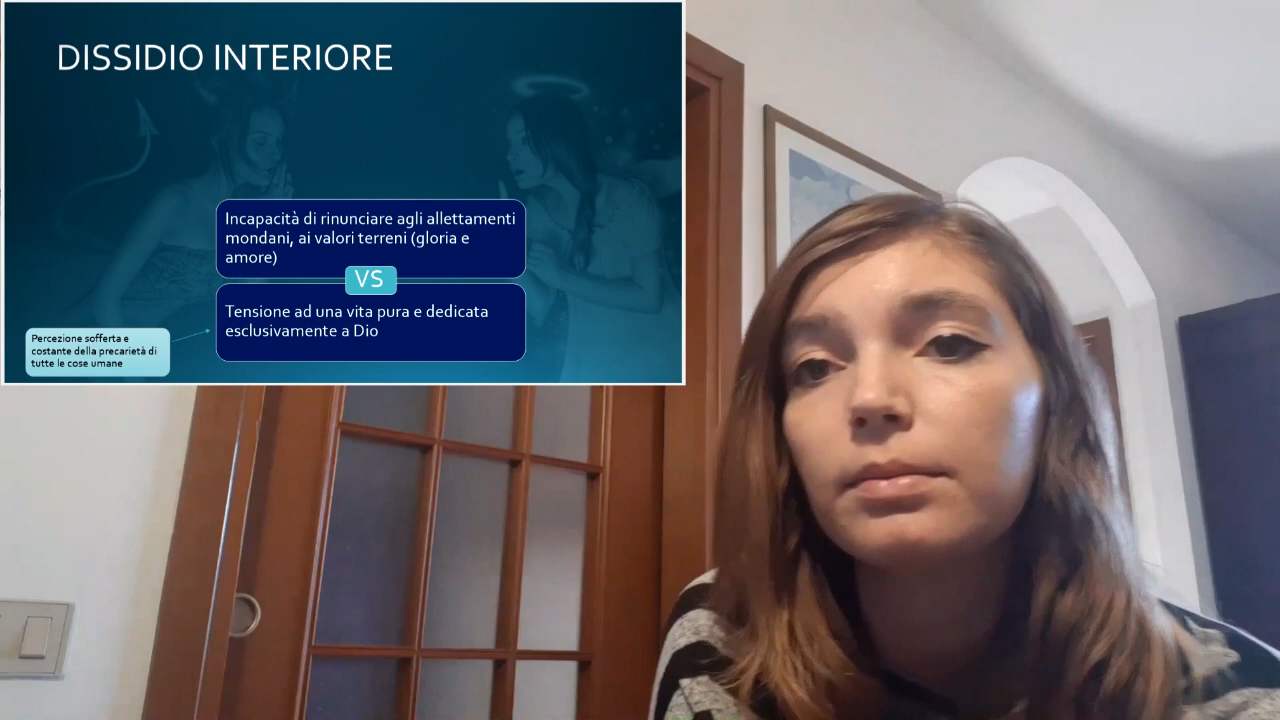 DISSIDIO INTERIORE
Incapacità di rinunciare agli allettamenti
mondani, ai valori terreni (gloria e
amore)
VS
Tensione ad una vita pura e dedicata
esclusivamente a Dio
Percezione sofferta e
costante della precarietà di
tutte le cose umane